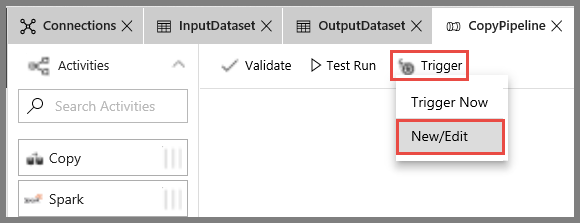 Connections
InputDataset
OutputDataset
CopyPipeline
Activities
Validate
Test Run
Trigger
Search Activities
Trigger Now
New/Edit
Copy
Spark